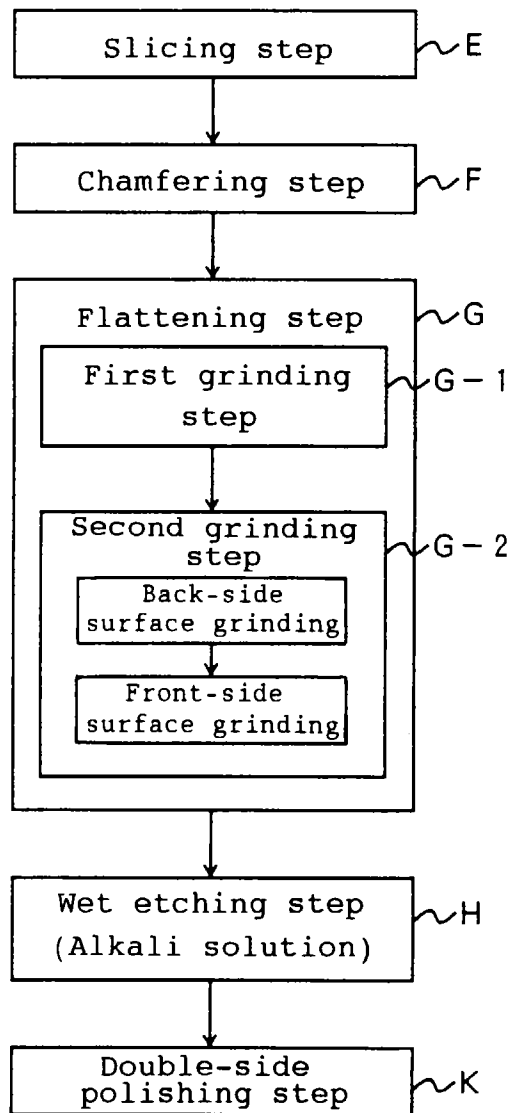 Slicing step
E
Chamfering step
F
Flattening step
G
First grinding
step
G-1
Second grinding
step
G-2
Back-side
surface grinding
Front-side
surface grinding
Wet etching step
(Alkali solution)
H
Double-side
polishing step
K